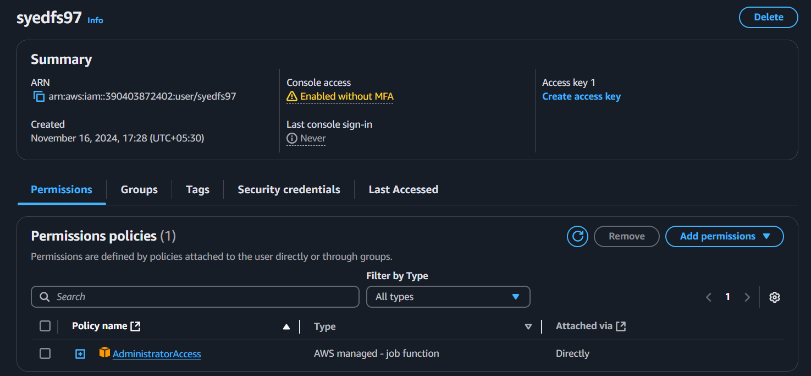 syedfs97 Info
Delete
Summary
ARN
arn:aws:iam::390403872402:user/syedfs97
Console access
Enabled without MFA
Access key 1
Create access key
Created
November 16, 2024, 17:28 (UTC+05:30)
Last console sign-in
Never
Permissions Groups Tags Security credentials Last Accessed
Permissions policies (1)
Remove Add permissions
Permissions are defined by policies attached to the user directly or through groups.
Filter by Type
Search All types 1
Policy name Type Attached via
AdministratorAccess AWS managed - job function Directly